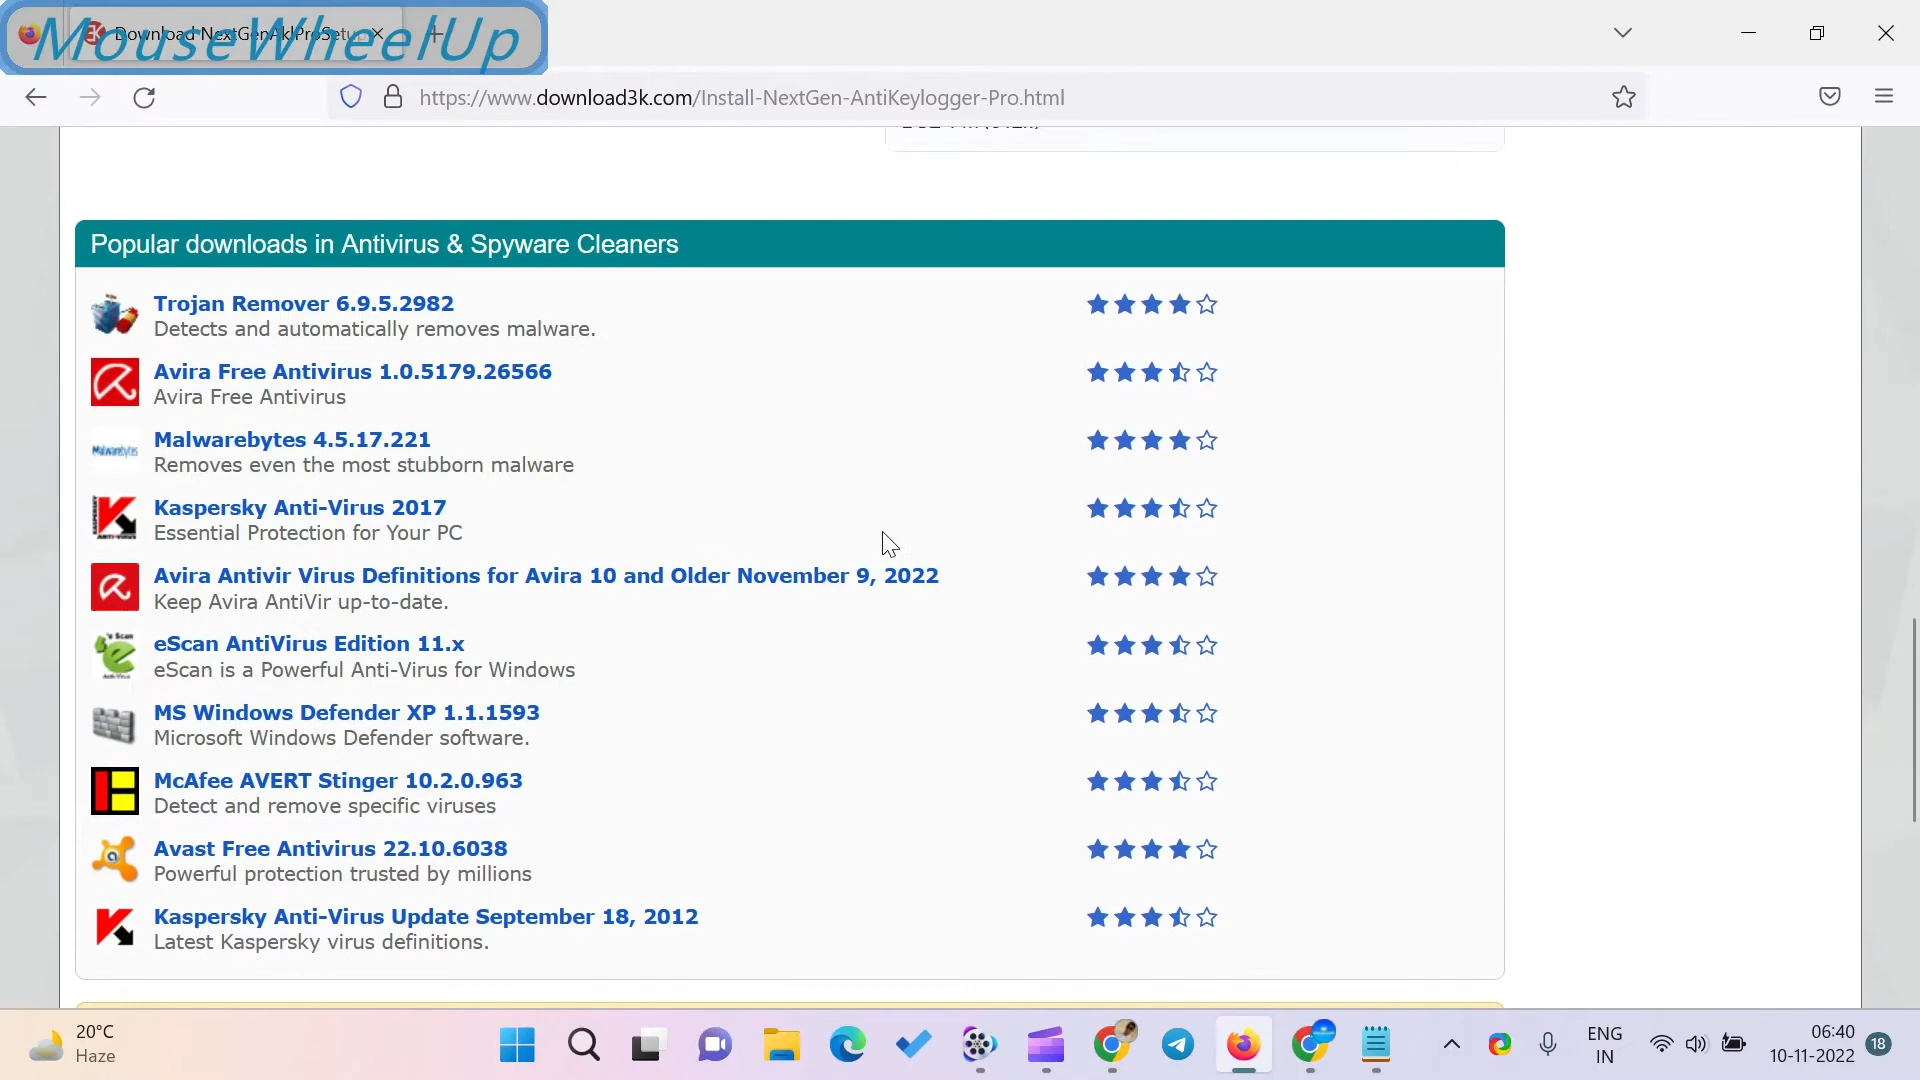 MouseWheelUp
Download NextGenAklProSetup
https://www.download3k.com/Install-NextGen-AntiKeylogger-Pro.html
Popular downloads in Antivirus & Spyware Cleaners
Trojan Remover 6.9.5.2982
Detects and automatically removes malware.
Avira Free Antivirus 1.0.5179.26566
Avira Free Antivirus
Malwarebytes
Malwarebytes 4.5.17.221
Removes even the most stubborn malware
Kaspersky Anti-Virus 2017
Essential Protection for Your PC
Avira Antivir Virus Definitions for Avira 10 and Older November 9, 2022
Keep Avira AntiVir up-to-date.
eScan AntiVirus Edition 11.x
eScan is a Powerful Anti-Virus for Windows
MS Windows Defender XP 1.1.1593
Microsoft Windows Defender software.
McAfee AVERT Stinger 10.2.0.963
Detect and remove specific viruses
Avast Free Antivirus 22.10.6038
Powerful protection trusted by millions
Kaspersky Anti-Virus Update September 18, 2012
Latest Kaspersky virus definitions.
20°C
Haze
ENG
IN
06:40
10-11-2022
18